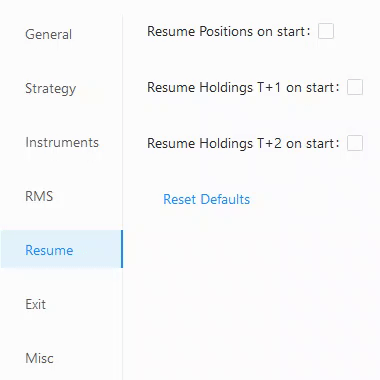 General
Strategy
Instruments
RMS
Resume
Exit
Misc
Resume Positions on start:
Resume Holdings T+1 on start:
Resume Holdings T+2 on start:
Reset Defaults